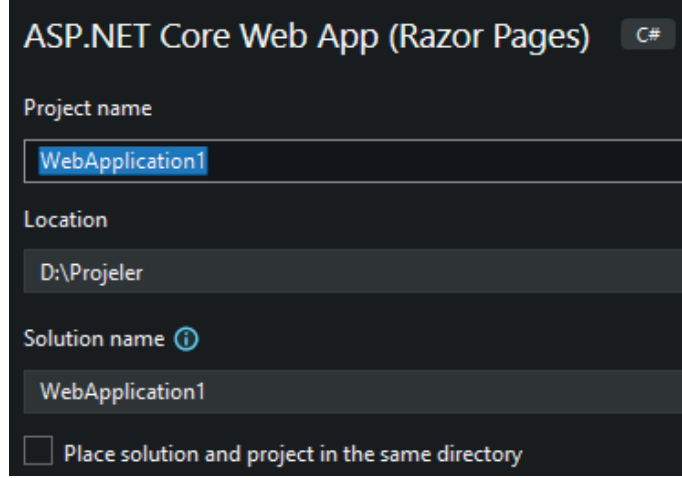 ASP.NET Core Web App (Razor Pages) C#
Project name
WebApplication1
Location
D:\Projeler
Solution name
WebApplication1
Place solution and project in the same directory